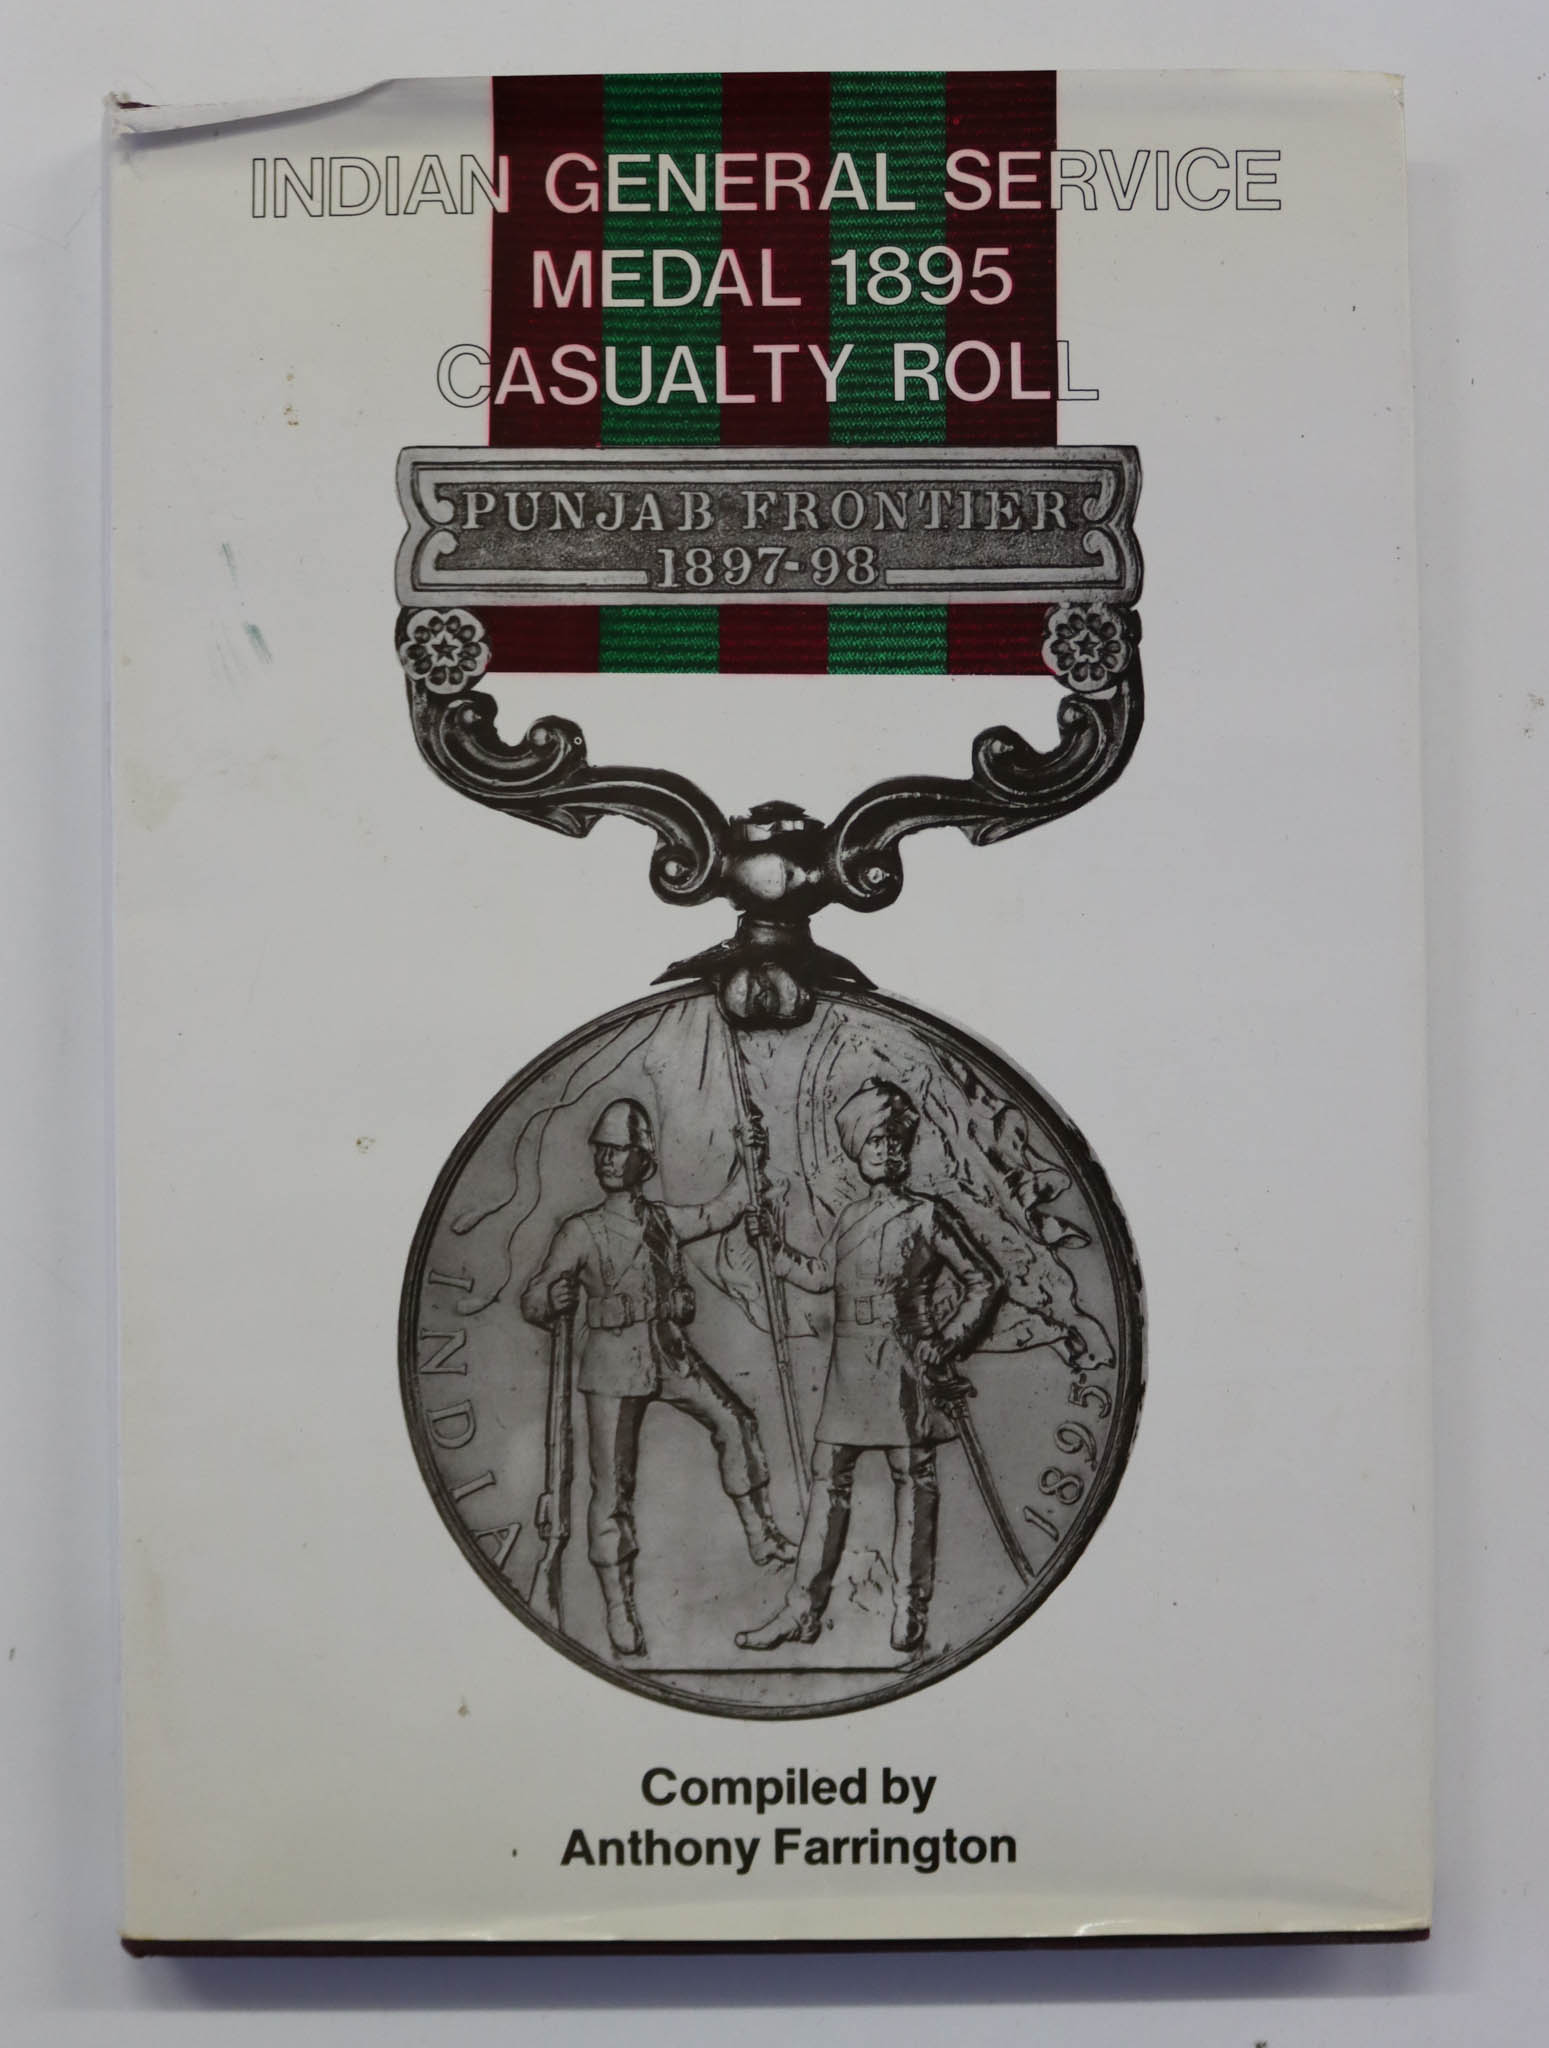 INDIAN GENERAL SERVICE
MEDAL 1895
CASUALTY ROLL
PUNJAB FRONTIER
1897-98
INDIA
1895
Compiled by
Anthony Farrington